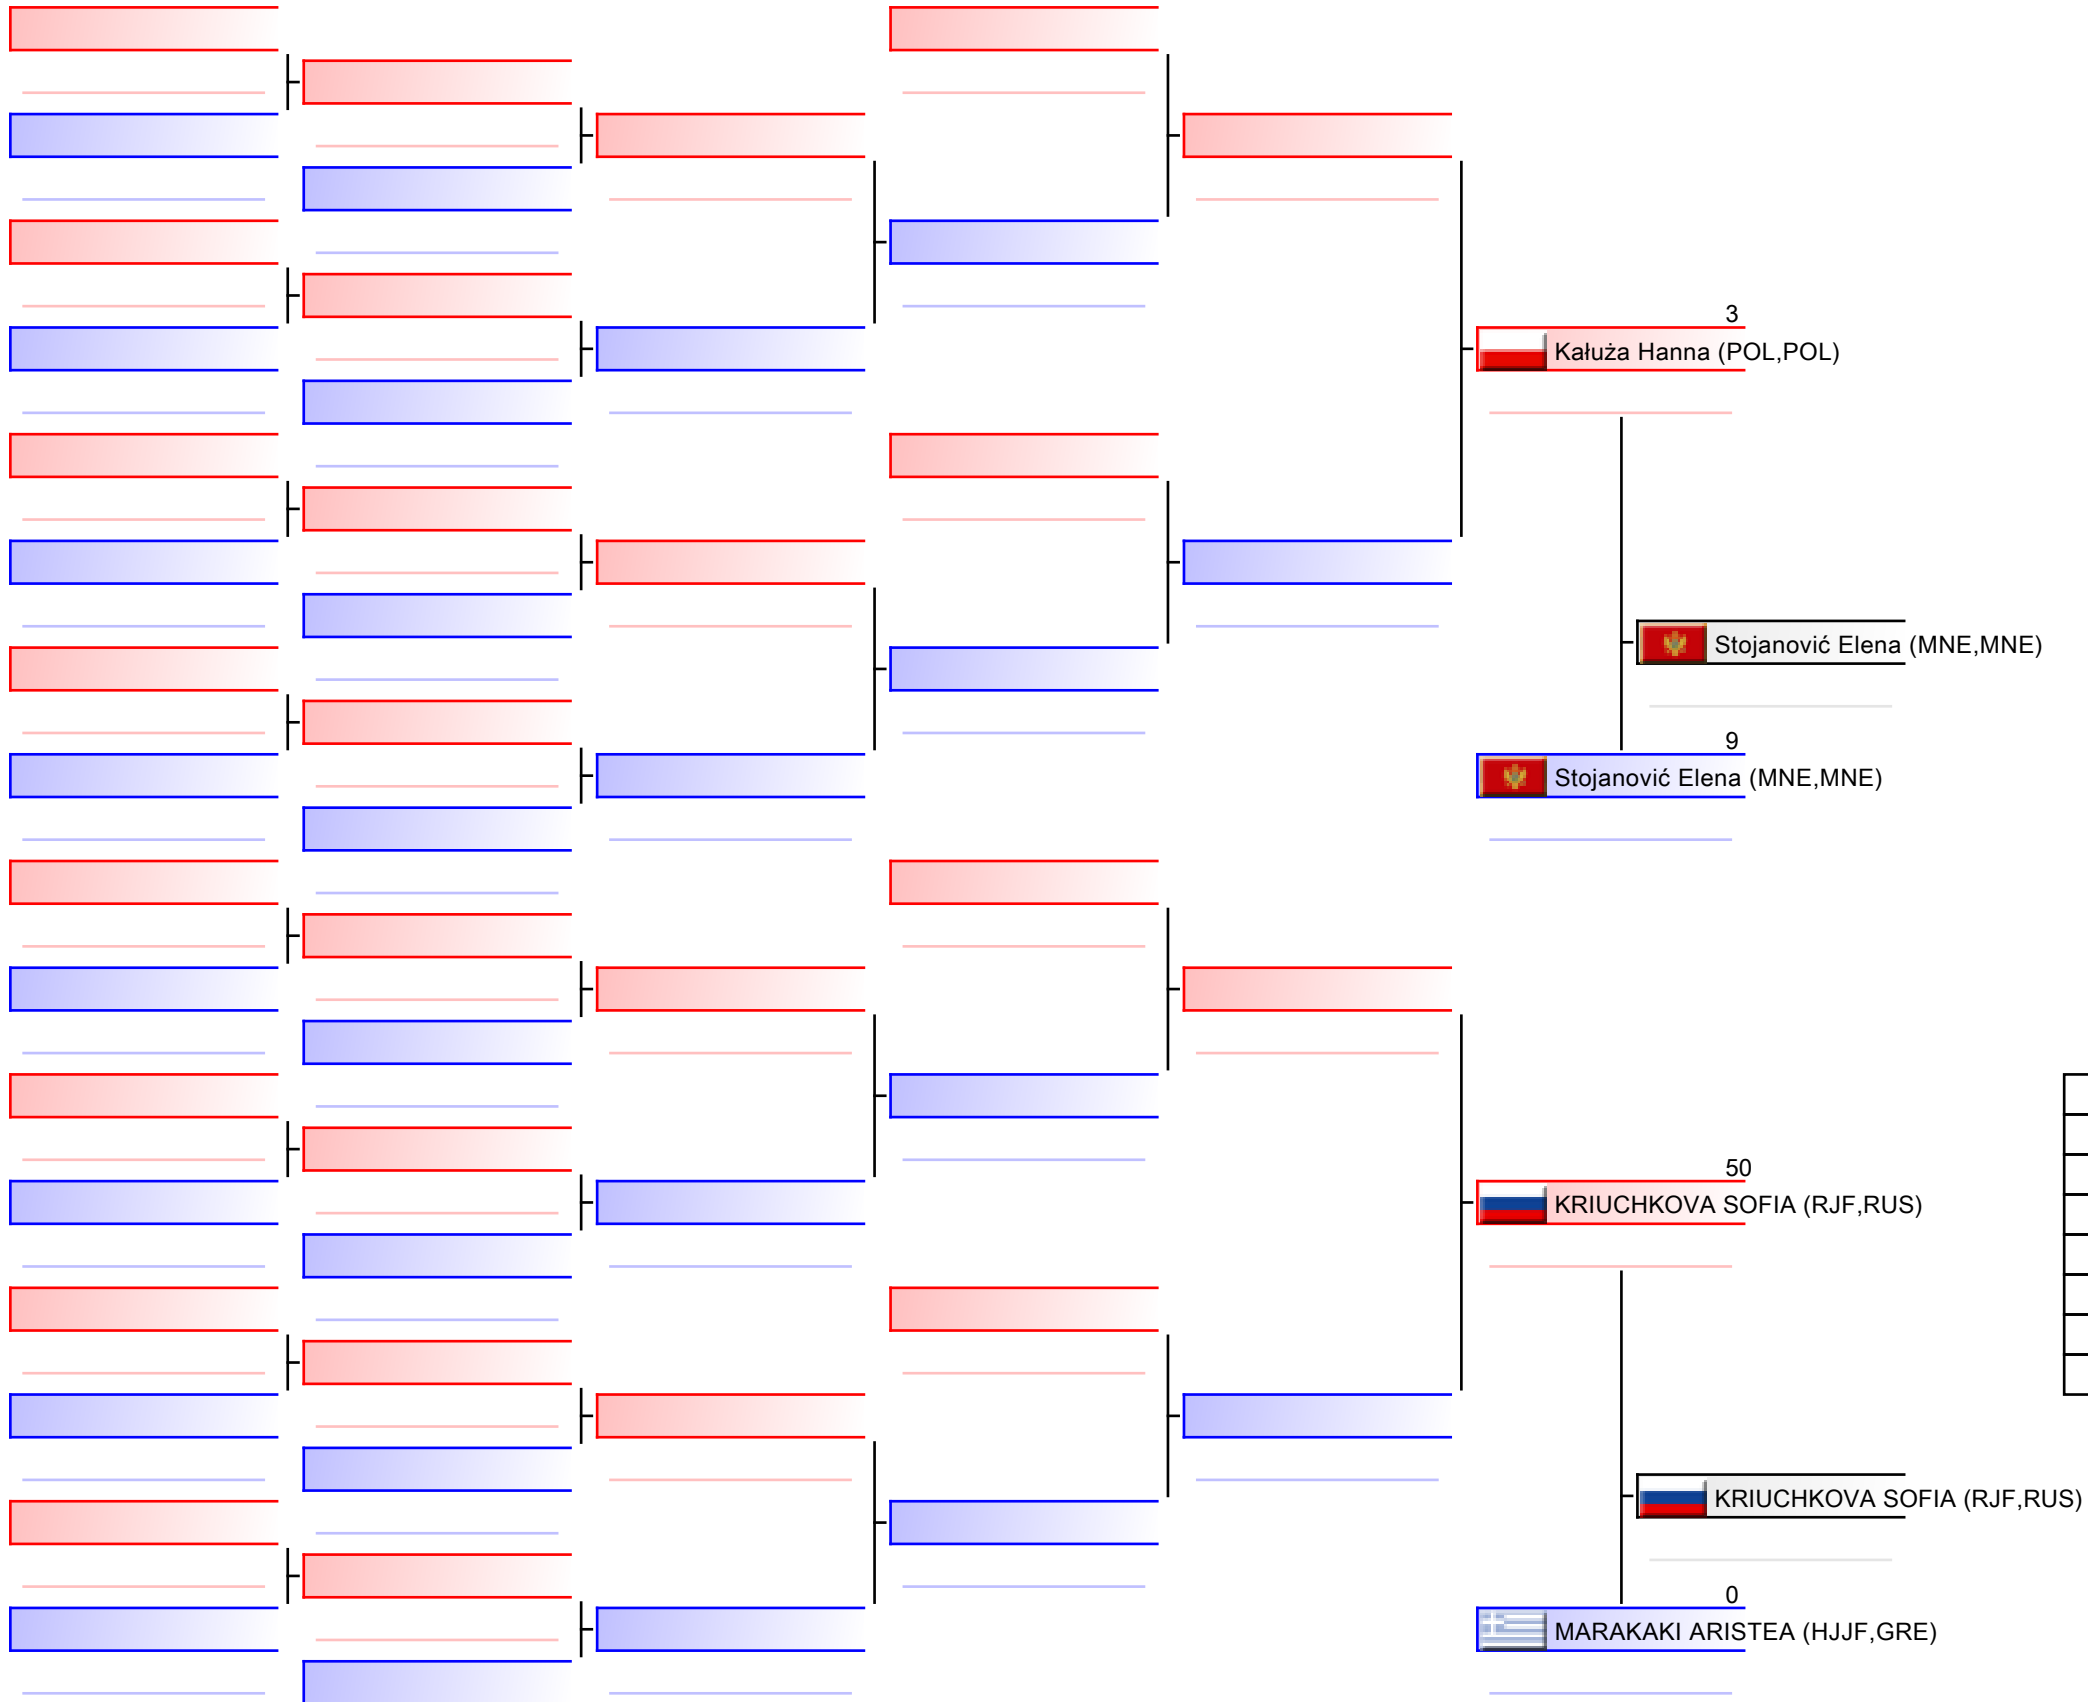 3
Kałuża Hanna (POL,POL)
Stojanović Elena (MNE,MNE)
9
Stojanović Elena (MNE,MNE)
50
KRIUCHKOVA SOFIA (RJF,RUS)
KRIUCHKOVA SOFIA (RJF,RUS)
0
MARAKAKI ARISTEA (HJJF,GRE)